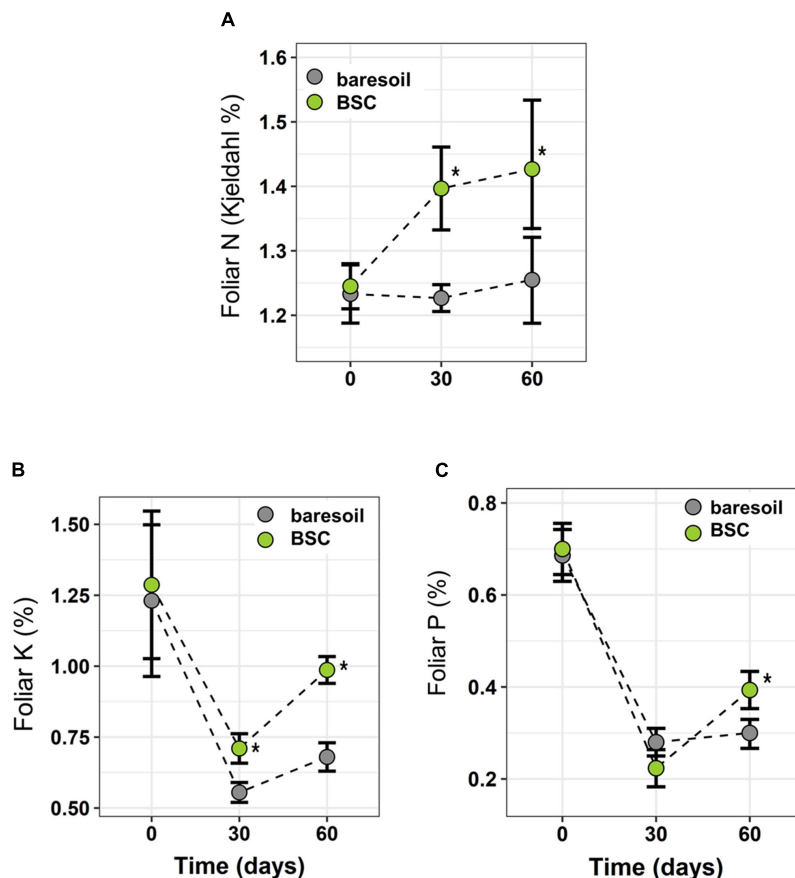 A
Foliar N (Kjeldahl %)
1.6
1.5
1.4
1.3
1.2
baresoil
BSC
*
*
0 30 60
B
Foliar K (%)
1.50
1.25
1.00
0.75
0.50
baresoil
BSC
*
*
0 30 60
Time (days)
C
Foliar P (%)
0.8
0.6
0.4
0.2
baresoil
BSC
*
0 30 60
Time (days)